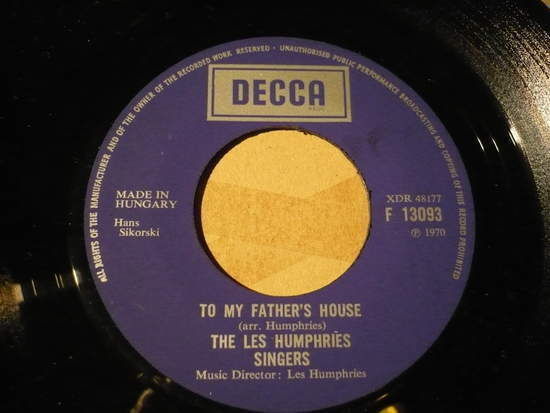 ALL RIGHTS OF THE MANUFACTURER AND OF THE OWNER OF THE RECORDED WORK RESERVED · UNAUTHORISED PUBLIC PERFORMANCE BROADCASTING AND COPYING OF THIS RECORD PROHIBITED
DECCA
MADE IN
HUNGARY
Hans
Sikorski
XDR 48177
F 13093
℗ 1970
TO MY FATHER'S HOUSE
(arr. Humphries)
THE LES HUMPHRIES
SINGERS
Music Director: Les Humphries